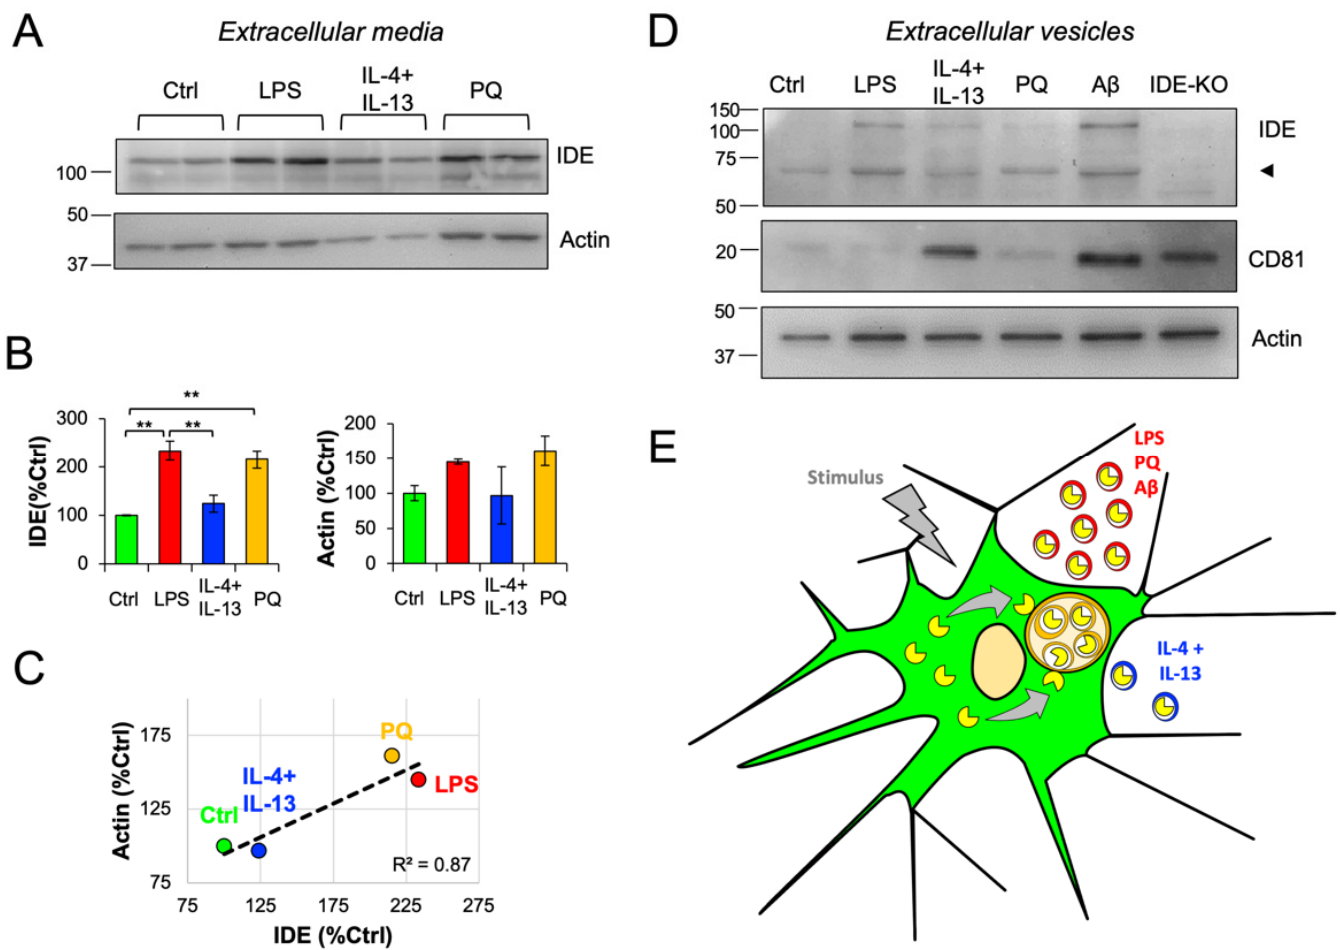 A
Extracellular media
Ctrl
LPS
IL-4+
IL-13
PQ
IDE
100
50
37
Actin
B
**
**
**
IDE(%Ctrl)
300
200
100
0
Ctrl
LPS
IL-4+
IL-13
PQ
Actin (%Ctrl)
200
150
100
50
0
Ctrl
LPS
IL-4+
IL-13
PQ
C
Actin (%Ctrl)
175
125
75
Ctrl
IL-4+
IL-13
PQ
LPS
R² = 0.87
75
125
175
225
275
IDE (%Ctrl)
D
Extracellular vesicles
Ctrl
LPS
IL-4+
IL-13
PQ
Aβ
IDE-KO
150
100
75
50
IDE
20
CD81
50
37
Actin
E
Stimulus
LPS
PQ
Aβ
IL-4 +
IL-13